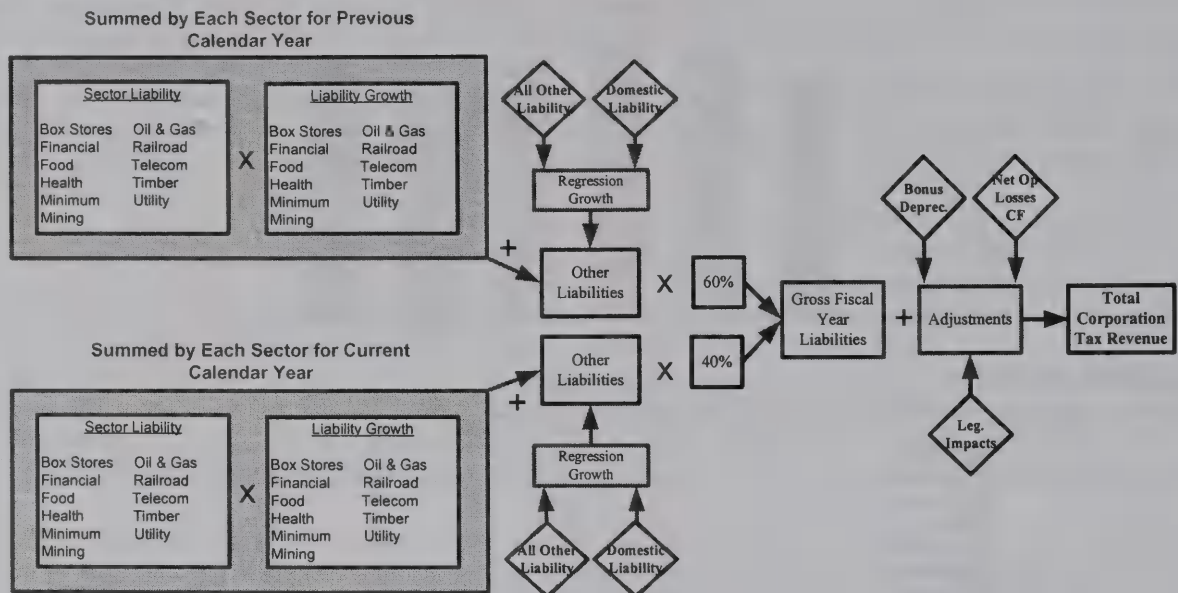 Summed by Each Sector for Previous
Calendar Year
Sector Liability
Box Stores Oil & Gas
Financial Railroad
Food Telecom
Health Timber
Minimum Utility
Mining
X
Liability Growth
Box Stores Oil & Gas
Financial Railroad
Food Telecom
Health Timber
Minimum Utility
Mining
All Other
Liability
Domestic
Liability
Regression
Growth
+
Other
Liabilities
X
60%
Summed by Each Sector for Current
Calendar Year
Sector Liability
Box Stores Oil & Gas
Financial Railroad
Food Telecom
Health Timber
Minimum Utility
Mining
X
Liability Growth
Box Stores Oil & Gas
Financial Railroad
Food Telecom
Health Timber
Minimum Utility
Mining
+
Other
Liabilities
X
40%
Regression
Growth
All Other
Liability
Domestic
Liability
Gross Fiscal
Year
Liabilities
+
Bonus
Deprec.
Net Op
Losses
CF
Adjustments
Leg.
Impacts
Total
Corporation
Tax Revenue